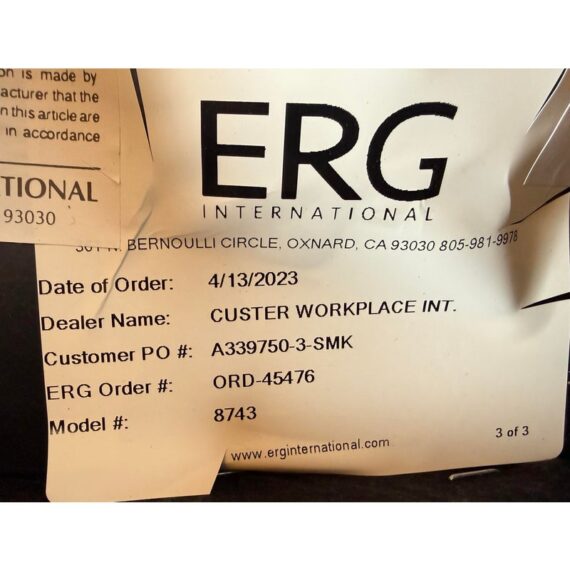 on is made by
acturer that the
n this article are
in accordance
TIONAL
93030
ERG
INTERNATIONAL
301 N. BERNOULLI CIRCLE, OXNARD, CA 93030 805-981-9978
Date of Order: 4/13/2023
Dealer Name: CUSTER WORKPLACE INT.
Customer PO #: A339750-3-SMK
ERG Order #: ORD-45476
Model #: 8743
www.erginternational.com
3 of 3